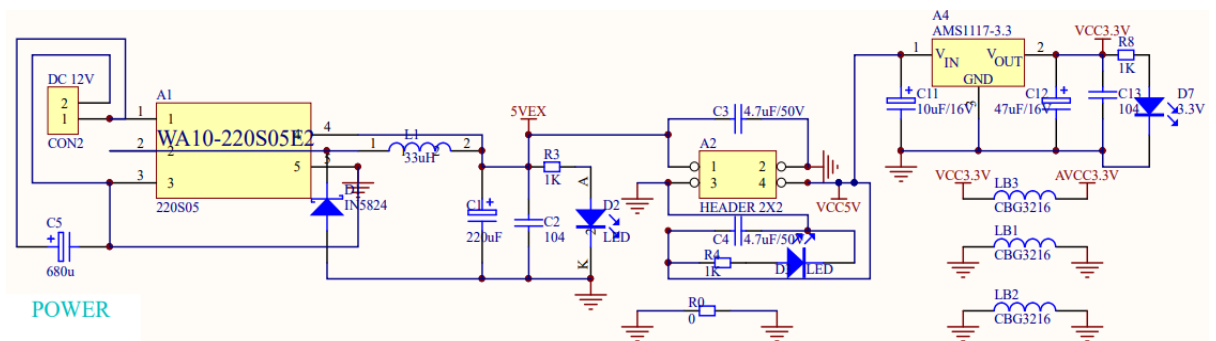 DC 12V
2
1
CON2
C5
680u
POWER
A1
1
2
3
1
2
3
WA10-220S05E2
220S05
4
5
5
L1
1
2
33uH
D1
IN5824
C1
220uF
5VEX
R3
1K
C2
104
A
D2
2
LED
K
C3
4.7uF/50V
A2
1
2
3
4
HEADER 2X2
VCC5V
C4
4.7uF/50V
R4
1K
LED
R0
0
A4
AMS1117-3.3
1
VIN
VOUT
2
GND
C11
10uF/16V
C12
47uF/16V
VCC3.3V
R8
1K
C13
104
D7
3.3V
VCC3.3V
LB3
AVCC3.3V
CBG3216
LB1
CBG3216
LB2
CBG3216